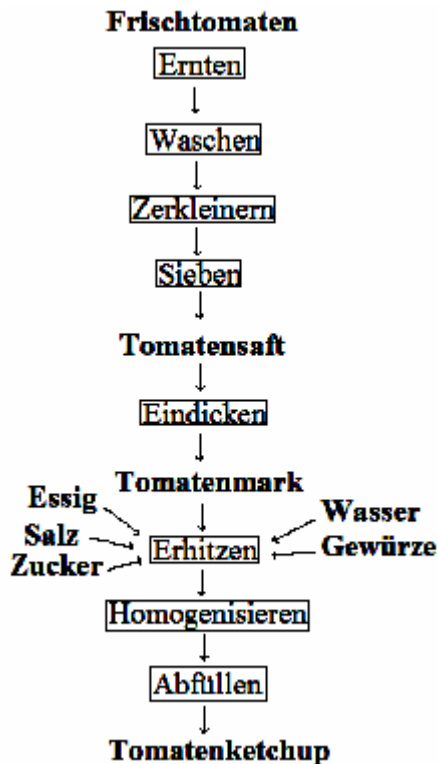 Frischtomaten
Ernten
Waschen
Zerkleinern
Sieben
Tomatensaft
Eindicken
Tomatenmark
Essig
Wasser
Salz
Erhitzen
Gewürze
Zucker
Homogenisieren
Abfüllen
Tomatenketchup